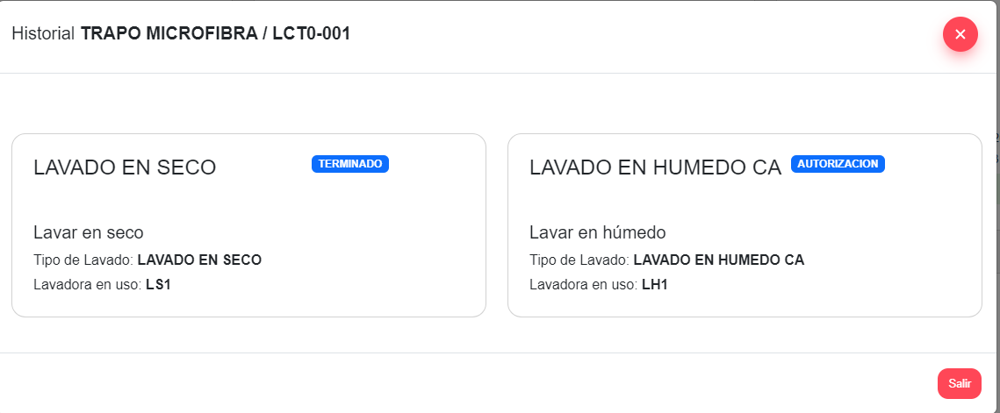 Historial TRAPO MICROFIBRA / LCT0-001
LAVADO EN SECO TERMINADO
Lavar en seco
Tipo de Lavado: LAVADO EN SECO
Lavadora en uso: LS1
LAVADO EN HUMEDO CA AUTORIZACION
Lavar en húmedo
Tipo de Lavado: LAVADO EN HUMEDO CA
Lavadora en uso: LH1
Salir